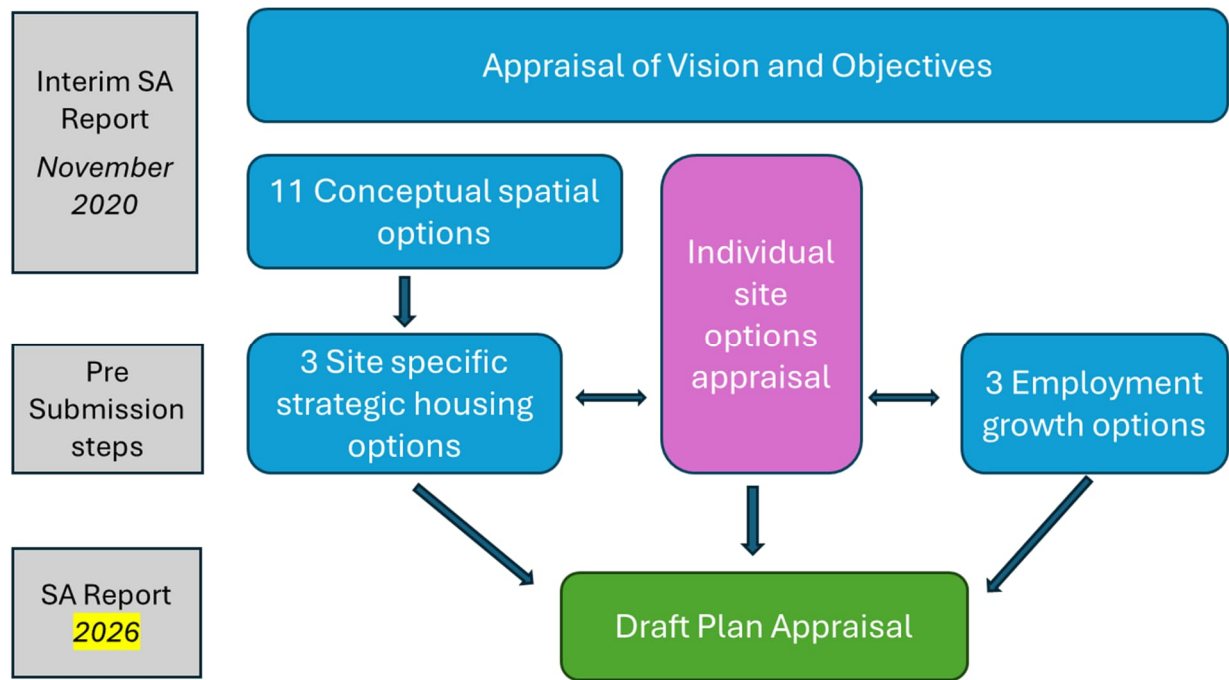 Interim SA
Report
November
2020
Appraisal of Vision and Objectives
11 Conceptual spatial
options
Individual
site
options
appraisal
Pre
Submission
steps
3 Site specific
strategic housing
options
3 Employment
growth options
SA Report
2026
Draft Plan Appraisal